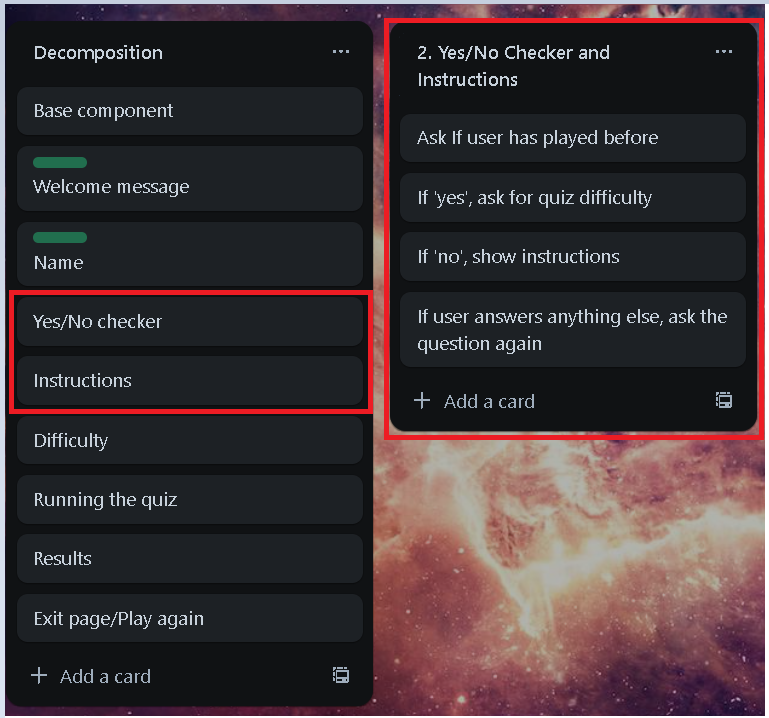 Decomposition
Base component
Welcome message
Name
Yes/No checker
Instructions
Difficulty
Running the quiz
Results
Exit page/Play again
Add a card
2. Yes/No Checker and
Instructions
Ask If user has played before
If 'yes', ask for quiz difficulty
If 'no', show instructions
If user answers anything else, ask the
question again
Add a card